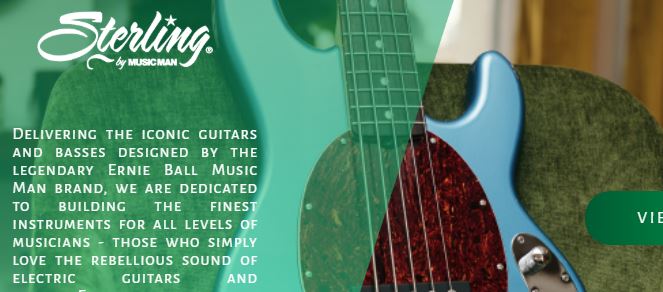 Sterling®
by MUSIC MAN
DELIVERING THE ICONIC GUITARS
AND BASSES DESIGNED BY THE
LEGENDARY ERNIE BALL MUSIC
MAN BRAND, WE ARE DEDICATED
TO BUILDING THE FINEST
INSTRUMENTS FOR ALL LEVELS OF
MUSICIANS - THOSE WHO SIMPLY
LOVE THE REBELLIOUS SOUND OF
ELECTRIC GUITARS AND
VIE